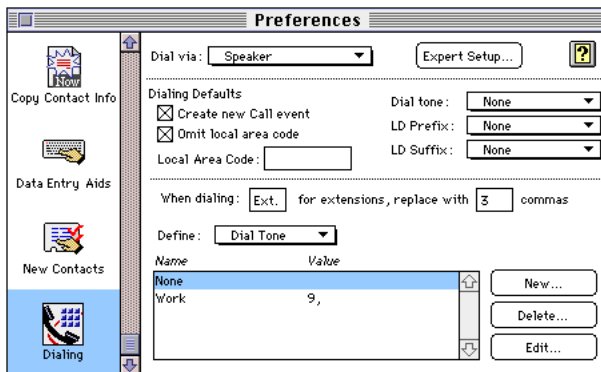 Preferences
Now
Copy Contact Info
Data Entry Aids
New Contacts
Dialing
Dial via: Speaker Expert Setup... ?
Dialing Defaults
Create new Call event
Omit local area code
Local Area Code:
Dial tone: None
LD Prefix: None
LD Suffix: None
When dialing: Ext. for extensions, replace with 3 commas
Define: Dial Tone
Name Value
None
Work 9,
New...
Delete...
Edit...